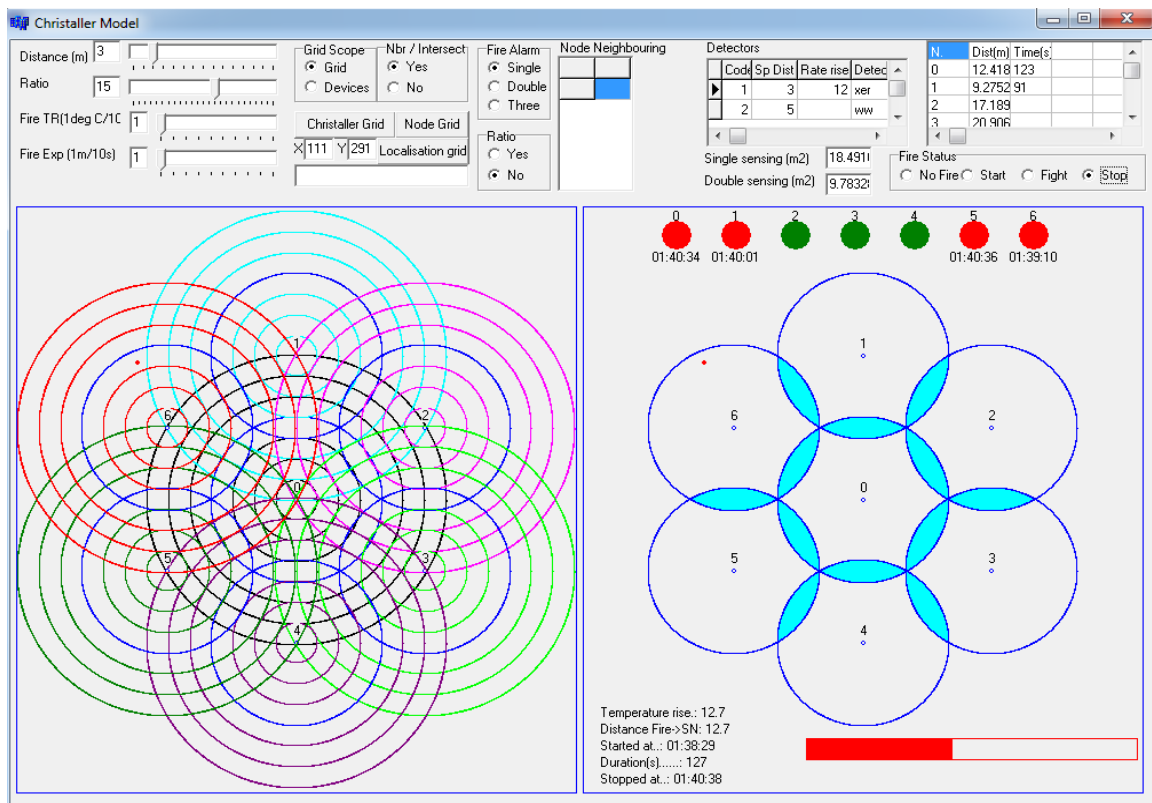 Christaller Model
Distance (m) 3
Ratio 15
Fire TR(1deg C/1C 1
Fire Exp (1m/10s) 1
Grid Scope
Grid
Devices
Nbr / Intersect
Yes
No
Christaller Grid Node Grid
X 111 Y 291 Localisation grid
Fire Alarm
Single
Double
Three
Ratio
Yes
No
Node Neighbouring
Detectors
Code Sp Dist Rate rise Detec
1 3 12 xer
2 5 ww
Single sensing (m2) 18.491
Double sensing (m2) 9.7832
N. Dist(m) Time(s)
0 12.418 123
1 9.2752 91
2 17.189
3 20.906
Fire Status
No Fire Start Fight Stop
1
6 2
0
5 3
4
0 1 2 3 4 5 6
01:40:34 01:40:01 01:40:36 01:39:10
1
6 2
0
5 3
4
Temperature rise.: 12.7
Distance Fire->SN: 12.7
Started at..: 01:38:29
Duration(s)......: 127
Stopped at..: 01:40:38